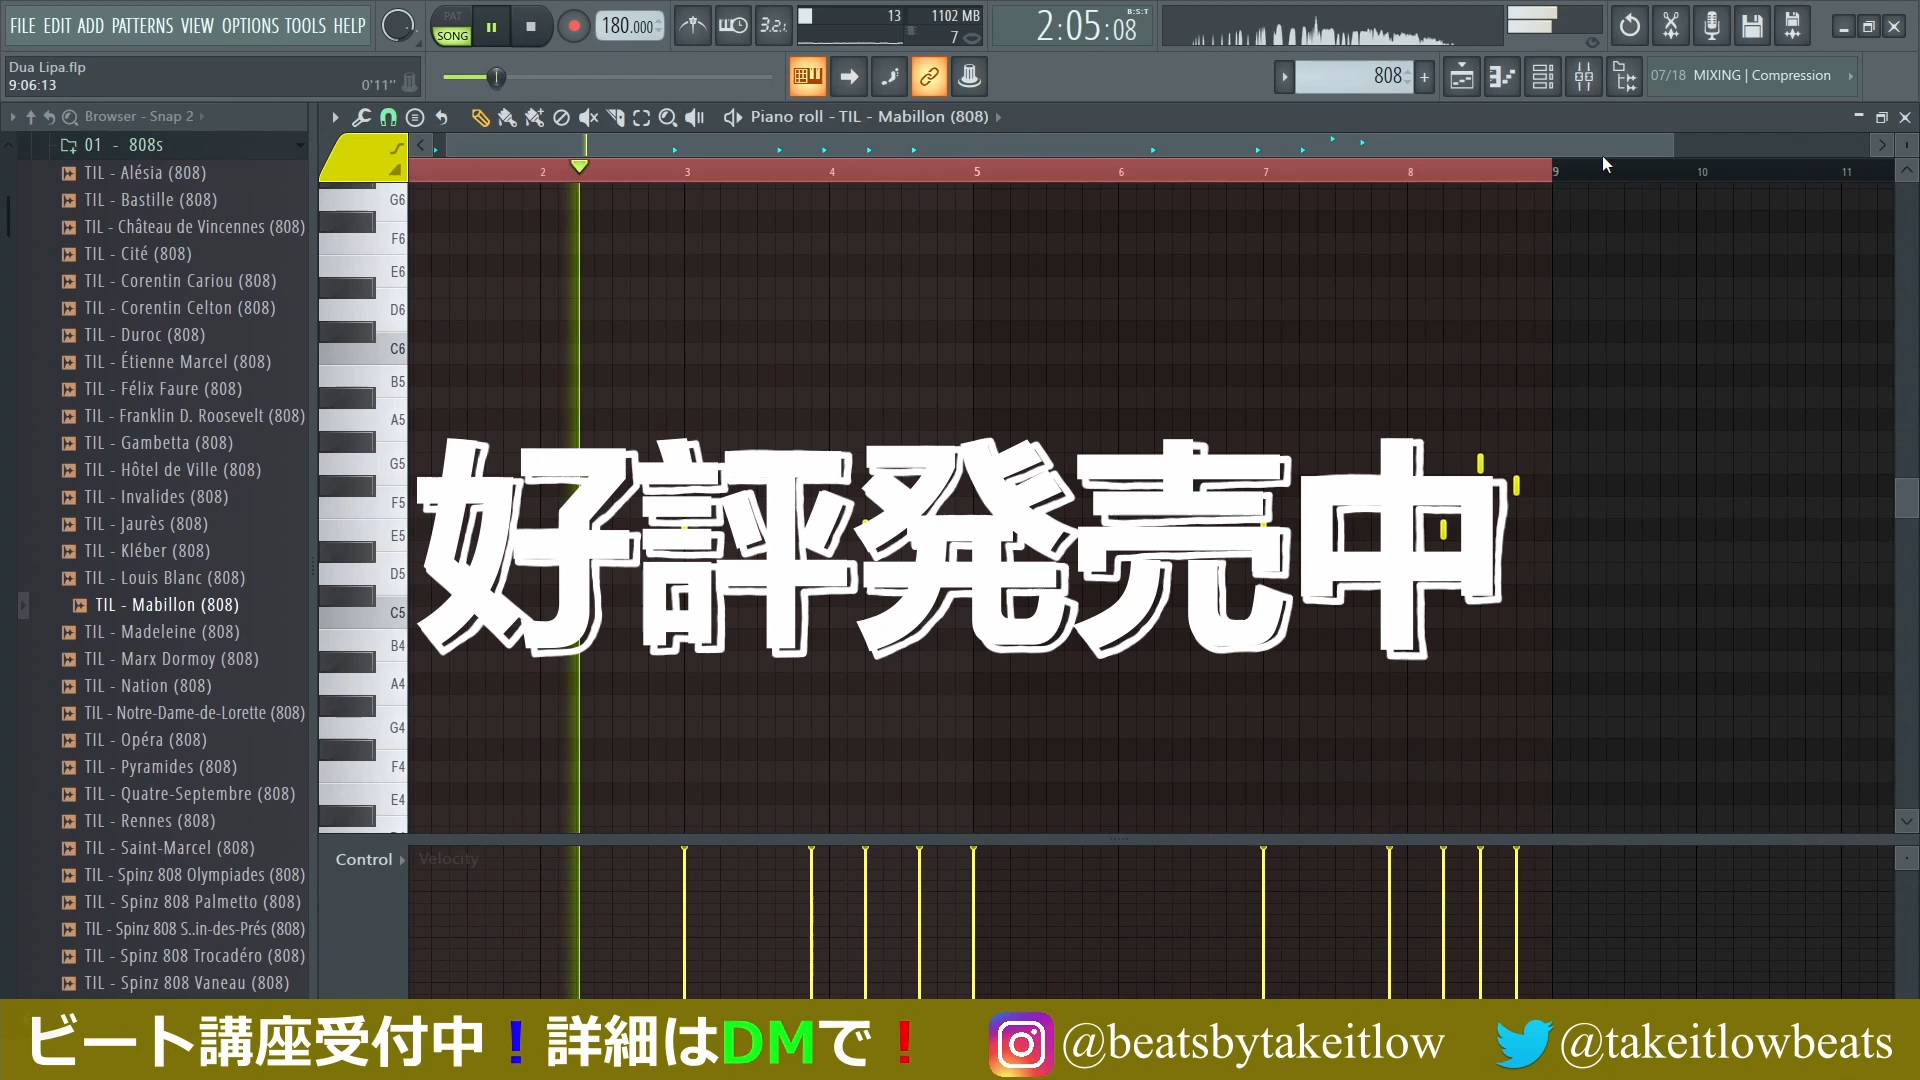 FILE EDIT ADD PATTERNS VIEW OPTIONS TOOLS HELP
PAT
SONG
180.000
3.2.
13
1102 MB
7
B:S:T
2:05:08
Dua Lipa.flp
9:06:13
0'11"
808
07/18 MIXING | Compression
Browser - Snap 2
Piano roll - TIL - Mabillon (808)
01 - 808s
TIL - Alésia (808)
TIL - Bastille (808)
TIL - Château de Vincennes (808)
TIL - Cité (808)
TIL - Corentin Cariou (808)
TIL - Corentin Celton (808)
TIL - Duroc (808)
TIL - Étienne Marcel (808)
TIL - Félix Faure (808)
TIL - Franklin D. Roosevelt (808)
TIL - Gambetta (808)
TIL - Hôtel de Ville (808)
TIL - Invalides (808)
TIL - Jaurès (808)
TIL - Kléber (808)
TIL - Louis Blanc (808)
TIL - Mabillon (808)
TIL - Madeleine (808)
TIL - Marx Dormoy (808)
TIL - Nation (808)
TIL - Notre-Dame-de-Lorette (808)
TIL - Opéra (808)
TIL - Pyramides (808)
TIL - Quatre-Septembre (808)
TIL - Rennes (808)
TIL - Saint-Marcel (808)
TIL - Spinz 808 Olympiades (808)
TIL - Spinz 808 Palmetto (808)
TIL - Spinz 808 S..in-des-Prés (808)
TIL - Spinz 808 Trocadéro (808)
TIL - Spinz 808 Vaneau (808)
2 3 4 5 6 7 8 9 10 11
G6
F6
E6
D6
C6
B5
A5
G5
F5
E5
D5
C5
B4
A4
G4
F4
E4
好評発売中
Control
Velocity
ビート講座受付中！詳細はDMで！
@beatsbytakeitlow
@takeitlowbeats